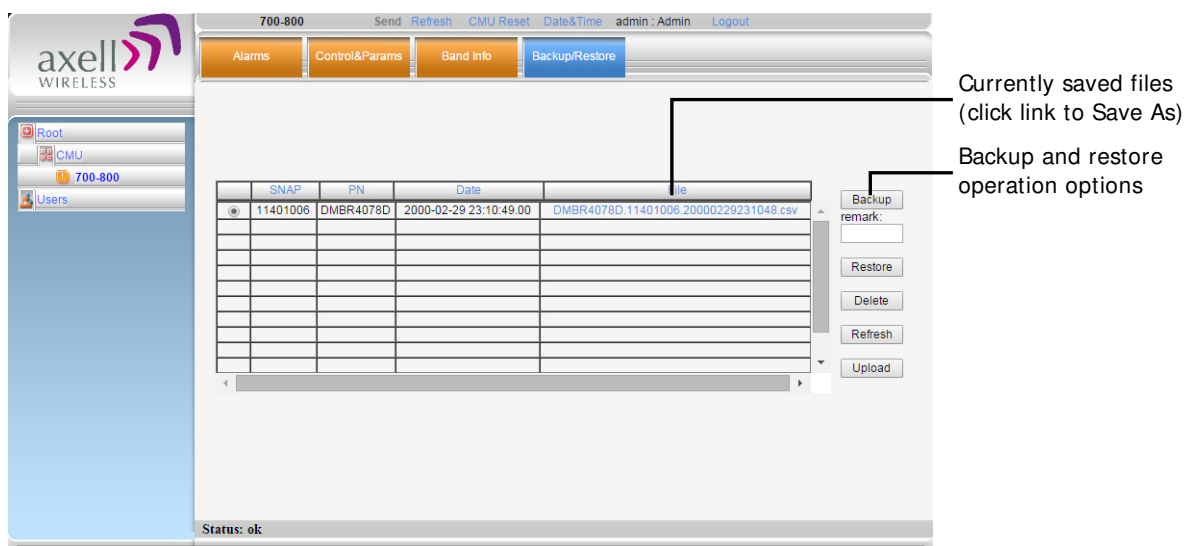 axell
WIRELESS
700-800 Send Refresh CMU Reset Date&Time admin : Admin Logout
Alarms Control&Params Band Info Backup/Restore
Root
CMU
700-800
Users
SNAP PN Date File
11401006 DMBR4078D 2000-02-29 23:10:49.00 DMBR4078D.11401006.20000229231048.csv
Backup
remark:
Restore
Delete
Refresh
Upload
Status: ok
Currently saved files
(click link to Save As)
Backup and restore
operation options